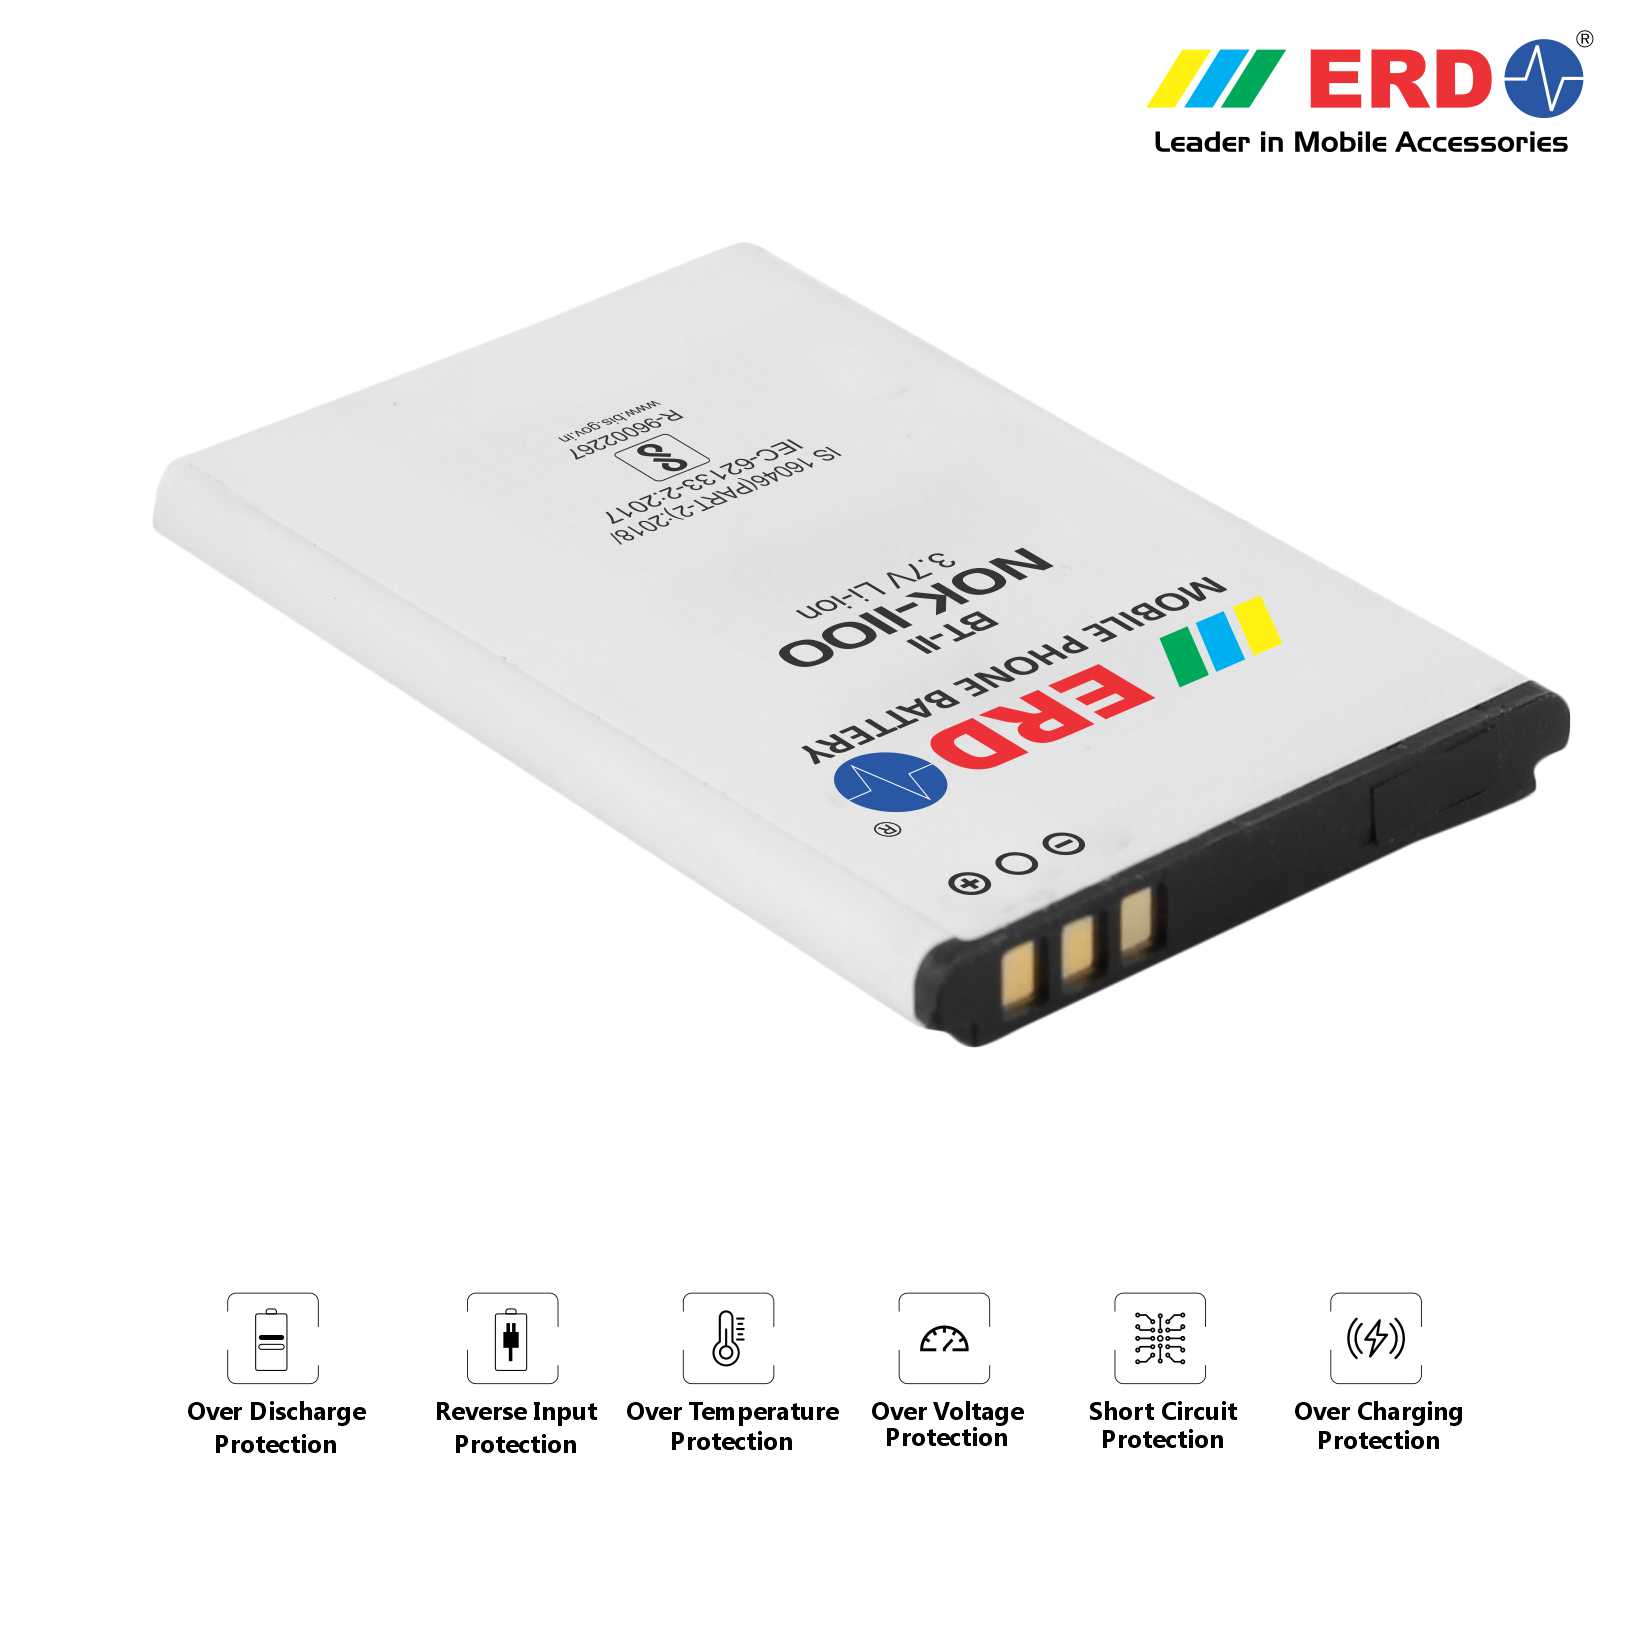 ERD ®
Leader in Mobile Accessories
®
ERD
MOBILE PHONE BATTERY
BT-11
NOK-1100
3.7V Li-ion
IS 16046(PART-2):2018/
IEC-62133-2:2017
R-96002267
www.bis.gov.in
Over Discharge
Protection
Reverse Input
Protection
Over Temperature
Protection
Over Voltage
Protection
Short Circuit
Protection
Over Charging
Protection